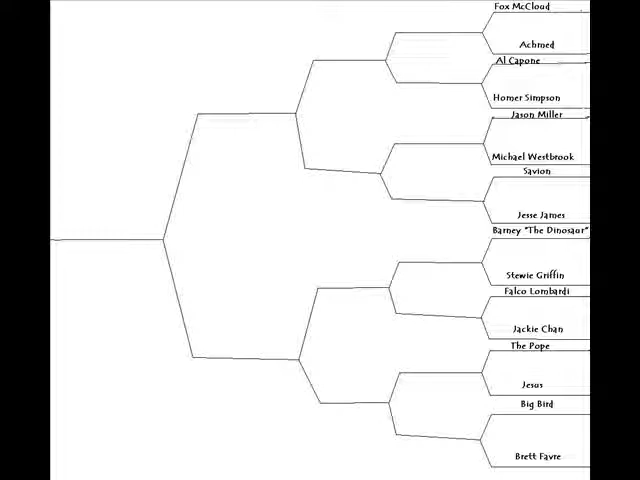 Fox McCloud
Achmed
Al Capone
Homer Simpson
Jason Miller
Michael Westbrook
Savion
Jesse James
Barney "The Dinosaur"
Stewie Griffin
Falco Lombardi
Jackie Chan
The Pope
Jesus
Big Bird
Brett Favre